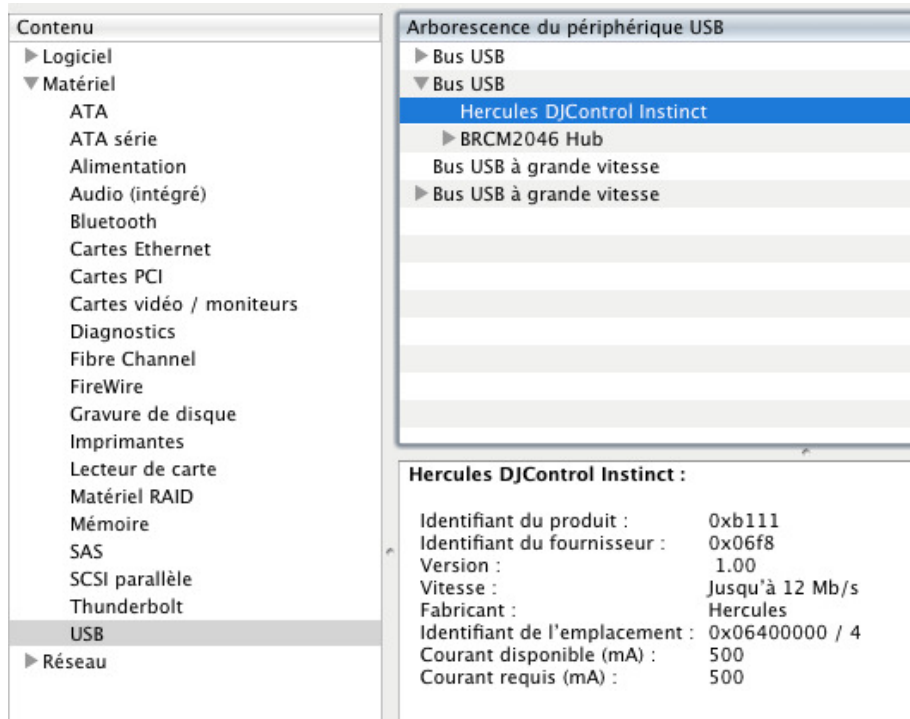 Contenu
Logiciel
Matériel
ATA
ATA série
Alimentation
Audio (intégré)
Bluetooth
Cartes Ethernet
Cartes PCI
Cartes vidéo / moniteurs
Diagnostics
Fibre Channel
FireWire
Gravure de disque
Imprimantes
Lecteur de carte
Matériel RAID
Mémoire
SAS
SCSI parallèle
Thunderbolt
USB
Réseau
Arborescence du périphérique USB
Bus USB
Bus USB
Hercules DJControl Instinct
BRCM2046 Hub
Bus USB à grande vitesse
Bus USB à grande vitesse
Hercules DJControl Instinct :
Identifiant du produit : 0xb111
Identifiant du fournisseur : 0x06f8
Version : 1.00
Vitesse : Jusqu'à 12 Mb/s
Fabricant : Hercules
Identifiant de l'emplacement : 0x06400000 / 4
Courant disponible (mA) : 500
Courant requis (mA) : 500